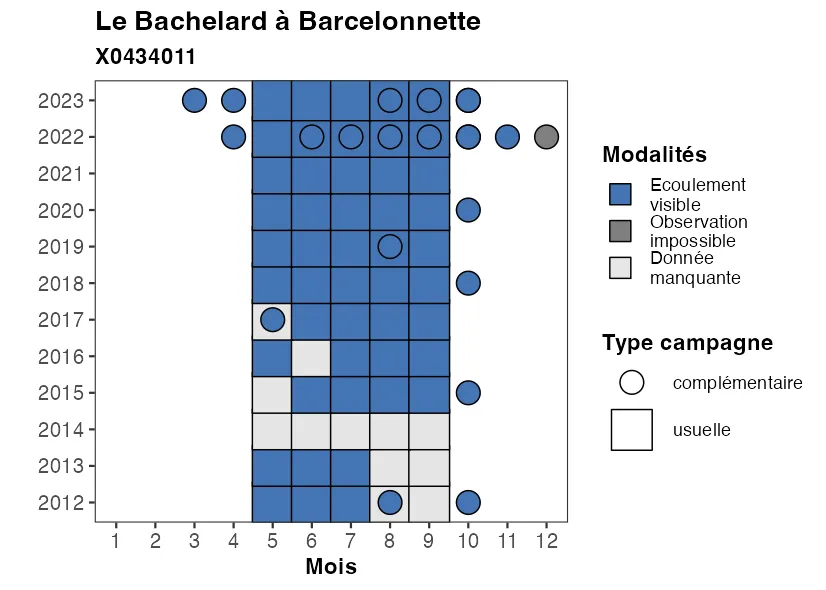 Le Bachelard à Barcelonnette
X0434011
2023
2022
2021
2020
2019
2018
2017
2016
2015
2014
2013
2012
1 2 3 4 5 6 7 8 9 10 11 12
Mois
Modalités
Ecoulement
visible
Observation
impossible
Donnée
manquante
Type campagne
complémentaire
usuelle